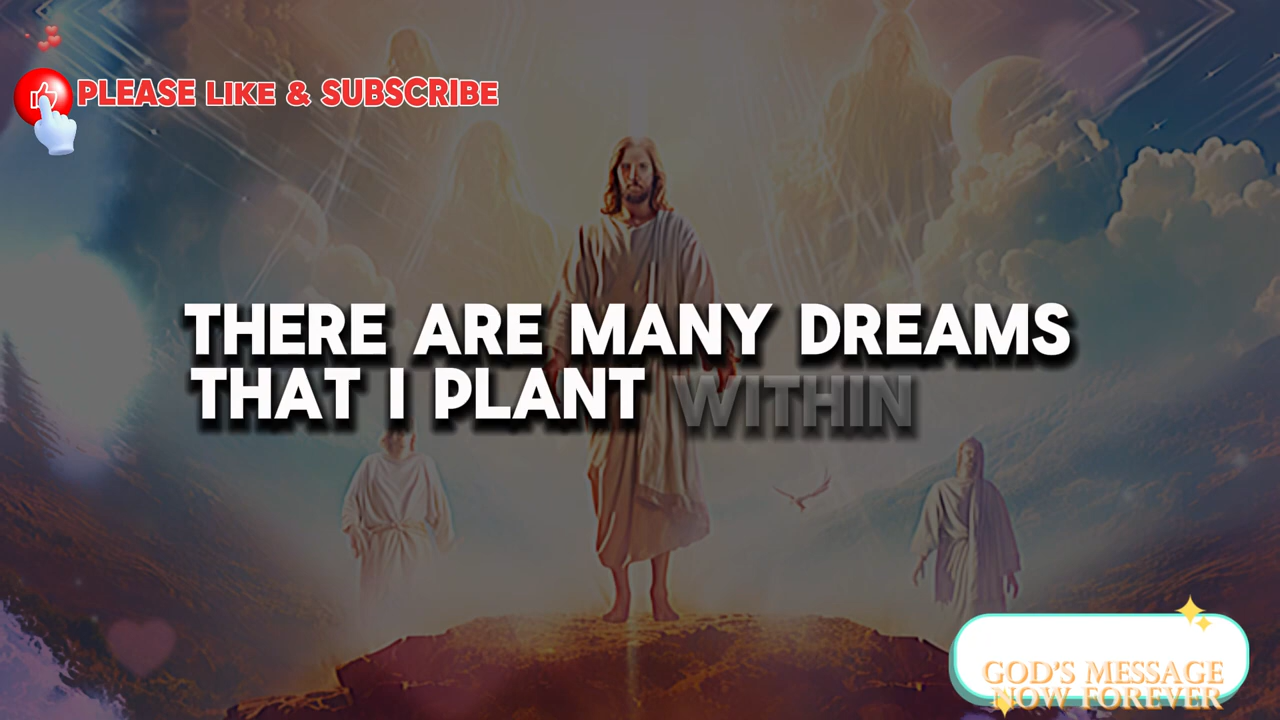 PLEASE LIKE & SUBSCRIBE
THERE ARE MANY DREAMS
THAT I PLANT WITHIN
GOD'S MESSAGE
NOW FOREVER